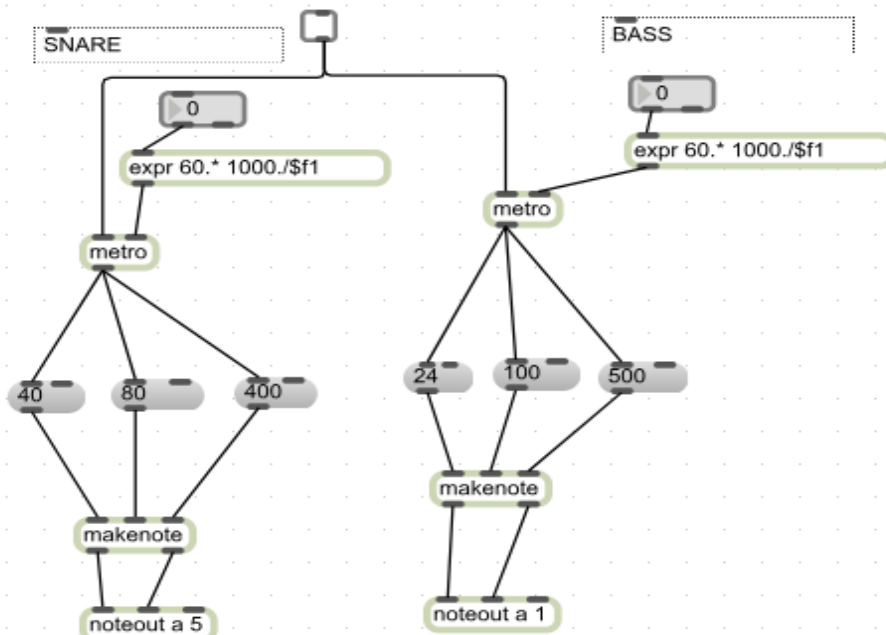 SNARE
BASS
0
0
expr 60.* 1000./$f1
expr 60.* 1000./$f1
metro
metro
40
80
400
24
100
500
makenote
makenote
noteout a 5
noteout a 1